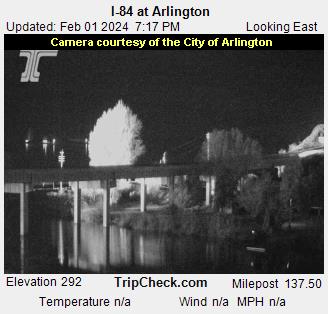 I-84 at Arlington
Updated: Feb 01 2024 7:17 PM Looking East
Camera courtesy of the City of Arlington
Elevation 292 TripCheck.com Milepost 137.50
Temperature n/a Wind n/a MPH n/a